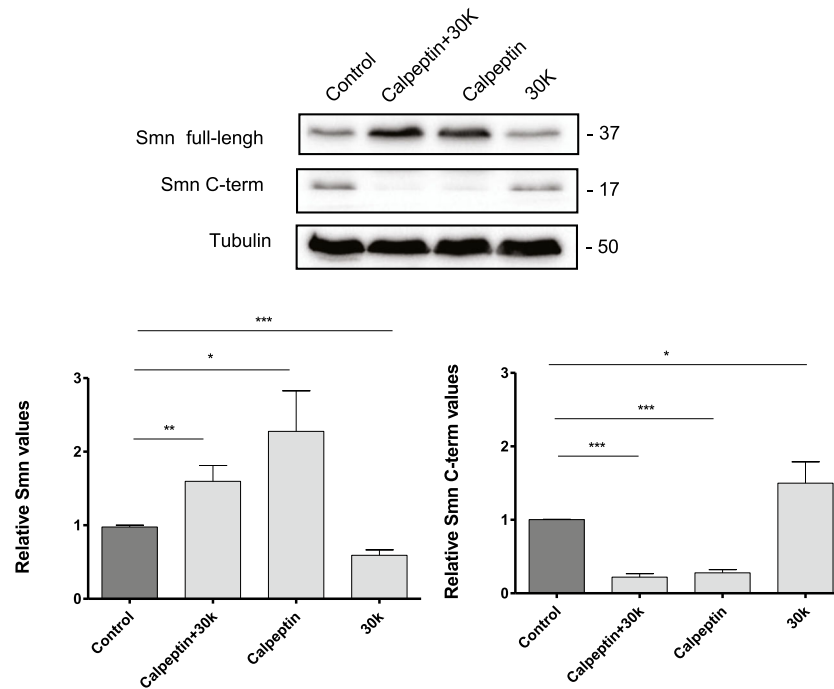 Control
Calpeptin+30K
Calpeptin
30K
Smn full-lengh
- 37
Smn C-term
- 17
Tubulin
- 50
***
*
**
Relative Smn values
3
2
1
0
Control
Calpeptin+30k
Calpeptin
30k
*
***
***
Relative Smn C-term values
3
2
1
0
Control
Calpeptin+30k
Calpeptin
30k